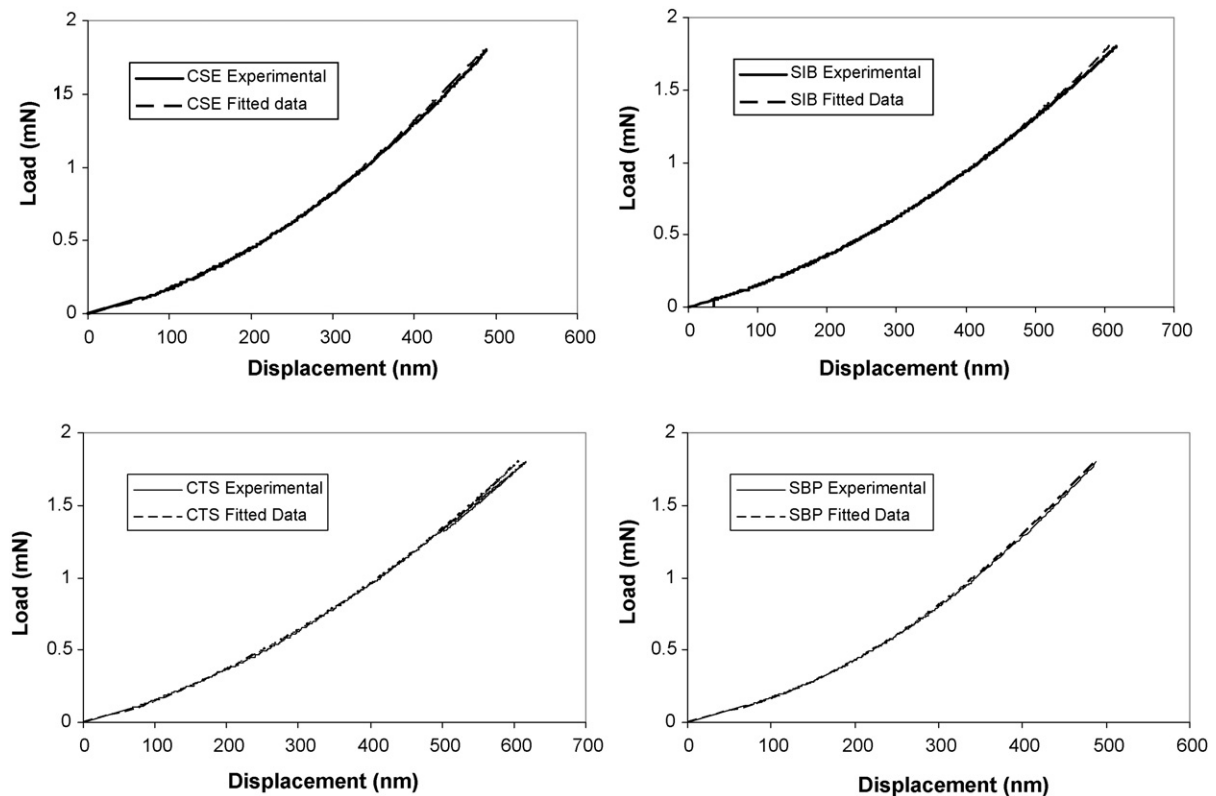 2
CSE Experimental
CSE Fitted data
15
1
0.5
0
Load (mN)
0 100 200 300 400 500 600
Displacement (nm)
2
SIB Experimental
SIB Fitted Data
1.5
1
0.5
0
Load (mN)
0 100 200 300 400 500 600 700
Displacement (nm)
2
CTS Experimental
CTS Fitted Data
1.5
1
0.5
0
Load (mN)
0 100 200 300 400 500 600 700
Displacement (nm)
2
SBP Experimental
SBP Fitted Data
1.5
1
0.5
0
Load (mN)
0 100 200 300 400 500 600
Displacement (nm)